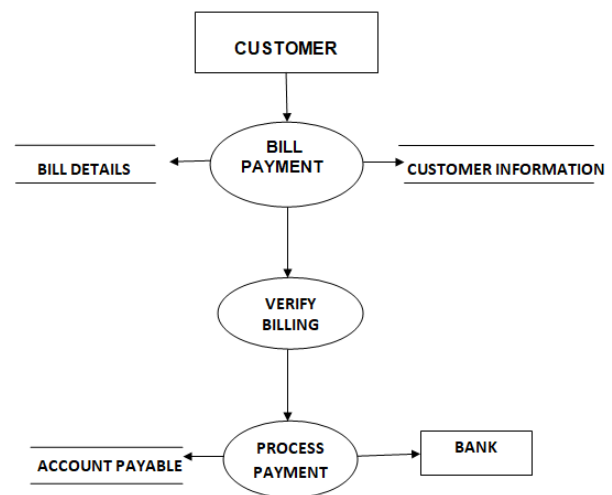 CUSTOMER
BILL
PAYMENT
BILL DETAILS
CUSTOMER INFORMATION
VERIFY
BILLING
PROCESS
PAYMENT
ACCOUNT PAYABLE
BANK